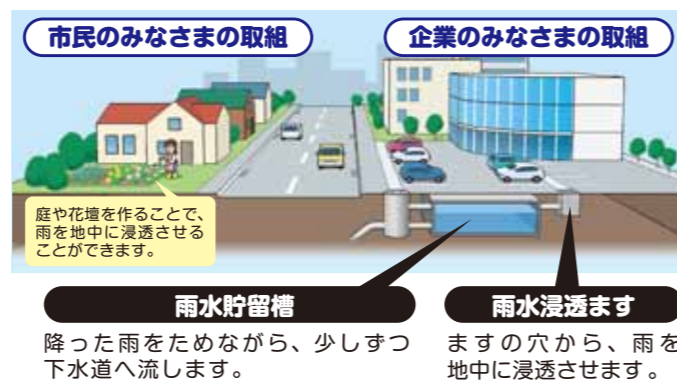 市民のみなさまの取組
企業のみなさまの取組
庭や花壇を作ることで、
雨を地中に浸透させる
ことができます。
雨水貯留槽
降った雨をためながら、少しずつ
下水道へ流します。
雨水浸透ます
ますの穴から、雨を
地中に浸透させます。